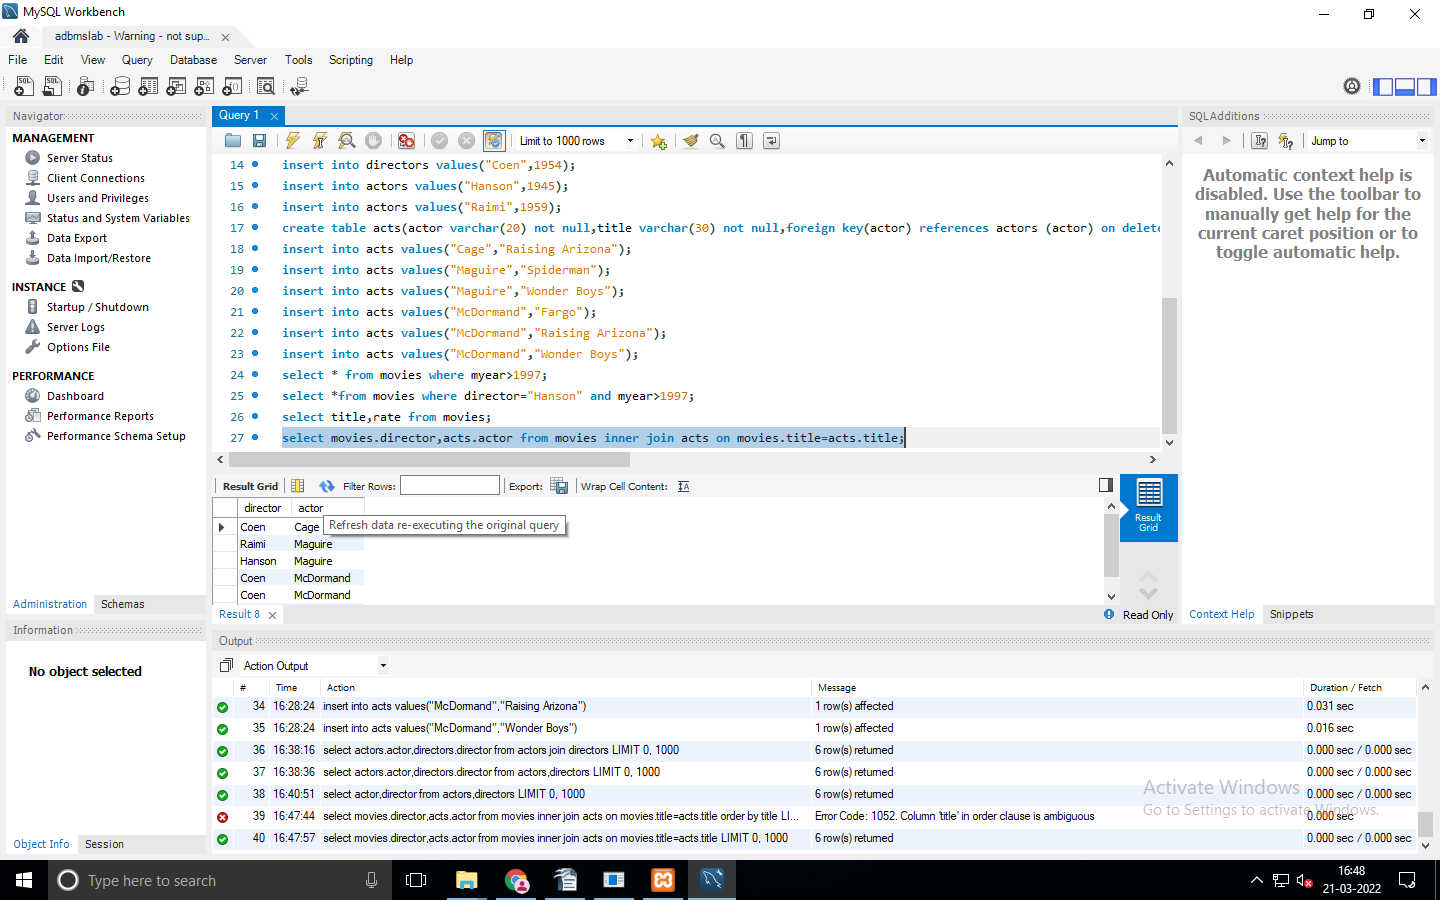 MySQL Workbench
adbmslab - Warning - not sup...
File Edit View Query Database Server Tools Scripting Help
Navigator
MANAGEMENT
Server Status
Client Connections
Users and Privileges
Status and System Variables
Data Export
Data Import/Restore
INSTANCE
Startup / Shutdown
Server Logs
Options File
PERFORMANCE
Dashboard
Performance Reports
Performance Schema Setup
Administration Schemas
Information
No object selected
Object Info Session
Query 1
Limit to 1000 rows
14 insert into directors values("Coen",1954);
15 insert into actors values("Hanson",1945);
16 insert into actors values("Raimi",1959);
17 create table acts(actor varchar(20) not null,title varchar(30) not null,foreign key(actor) references actors (actor) on delete
18 insert into acts values("Cage","Raising Arizona");
19 insert into acts values("Maguire","Spiderman");
20 insert into acts values("Maguire","Wonder Boys");
21 insert into acts values("McDormand","Fargo");
22 insert into acts values("McDormand","Raising Arizona");
23 insert into acts values("McDormand","Wonder Boys");
24 select * from movies where myear>1997;
25 select *from movies where director="Hanson" and myear>1997;
26 select title,rate from movies;
27 select movies.director,acts.actor from movies inner join acts on movies.title=acts.title;
Result Grid Filter Rows: Export: Wrap Cell Content:
director actor
Coen Cage
Refresh data re-executing the original query
Raimi Maguire
Hanson Maguire
Coen McDormand
Coen McDormand
Result Grid
Result 8
Read Only
SQLAdditions
Jump to
Automatic context help is
disabled. Use the toolbar to
manually get help for the
current caret position or to
toggle automatic help.
Context Help Snippets
Output
Action Output
# Time Action Message Duration / Fetch
34 16:28:24 insert into acts values("McDormand","Raising Arizona") 1 row(s) affected 0.031 sec
35 16:28:24 insert into acts values("McDormand","Wonder Boys") 1 row(s) affected 0.016 sec
36 16:38:16 select actors.actor,directors.director from actors join directors LIMIT 0, 1000 6 row(s) returned 0.000 sec / 0.000 sec
37 16:38:36 select actors.actor,directors.director from actors,directors LIMIT 0, 1000 6 row(s) returned 0.000 sec / 0.000 sec
38 16:40:51 select actor,director from actors,directors LIMIT 0, 1000 6 row(s) returned 0.000 sec / 0.000 sec
39 16:47:44 select movies.director,acts.actor from movies inner join acts on movies.title=acts.title order by title LI... Error Code: 1052. Column 'title' in order clause is ambiguous 0.000 sec
40 16:47:57 select movies.director,acts.actor from movies inner join acts on movies.title=acts.title LIMIT 0, 1000 6 row(s) returned 0.000 sec / 0.000 sec
Activate Windows
Go to Settings to activate Windows.
Type here to search
16:48
21-03-2022